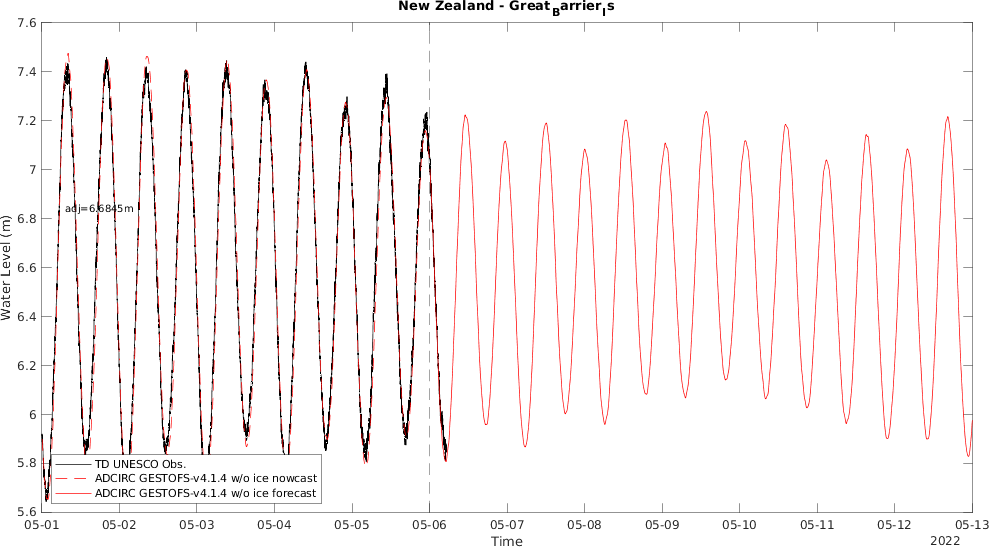 New Zealand - GreatBarrierIs
7.6
7.4
7.2
7
6.8
6.6
6.4
6.2
6
5.8
5.6
Water Level (m)
adj=6.6845m
TD UNESCO Obs.
ADCIRC GESTOFS-v4.1.4 w/o ice nowcast
ADCIRC GESTOFS-v4.1.4 w/o ice forecast
05-01 05-02 05-03 05-04 05-05 05-06 05-07 05-08 05-09 05-10 05-11 05-12 05-13
Time
2022